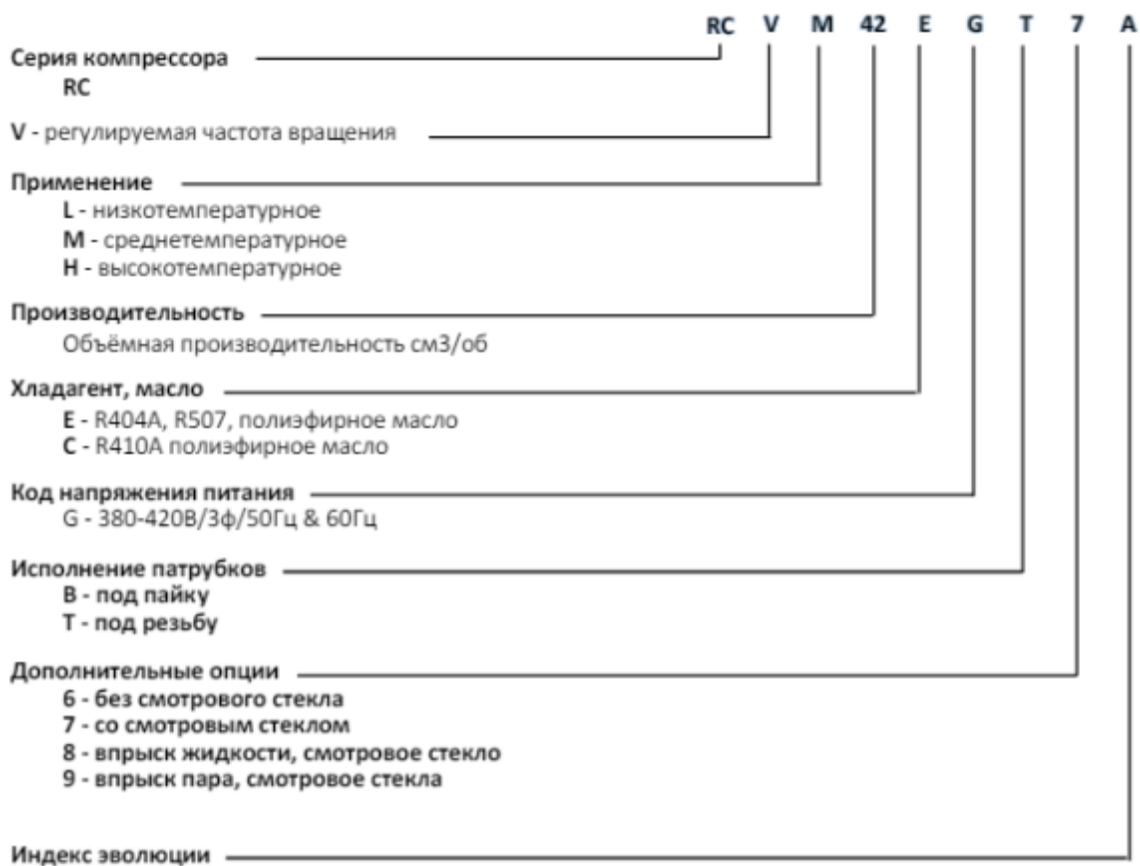 RC V M 42 E G T 7 A
Серия компрессора
RC
V - регулируемая частота вращения
Применение
L - низкотемпературное
M - среднетемпературное
H - высокотемпературное
Производительность
Объёмная производительность см3/об
Хладагент, масло
E - R404A, R507, полиэфирное масло
C - R410A полиэфирное масло
Код напряжения питания
G - 380-420В/3ф/50Гц & 60Гц
Исполнение патрубков
B - под пайку
T - под резьбу
Дополнительные опции
6 - без смотрового стекла
7 - со смотровым стеклом
8 - впрыск жидкости, смотровое стекло
9 - впрыск пара, смотровое стекла
Индекс эволюции